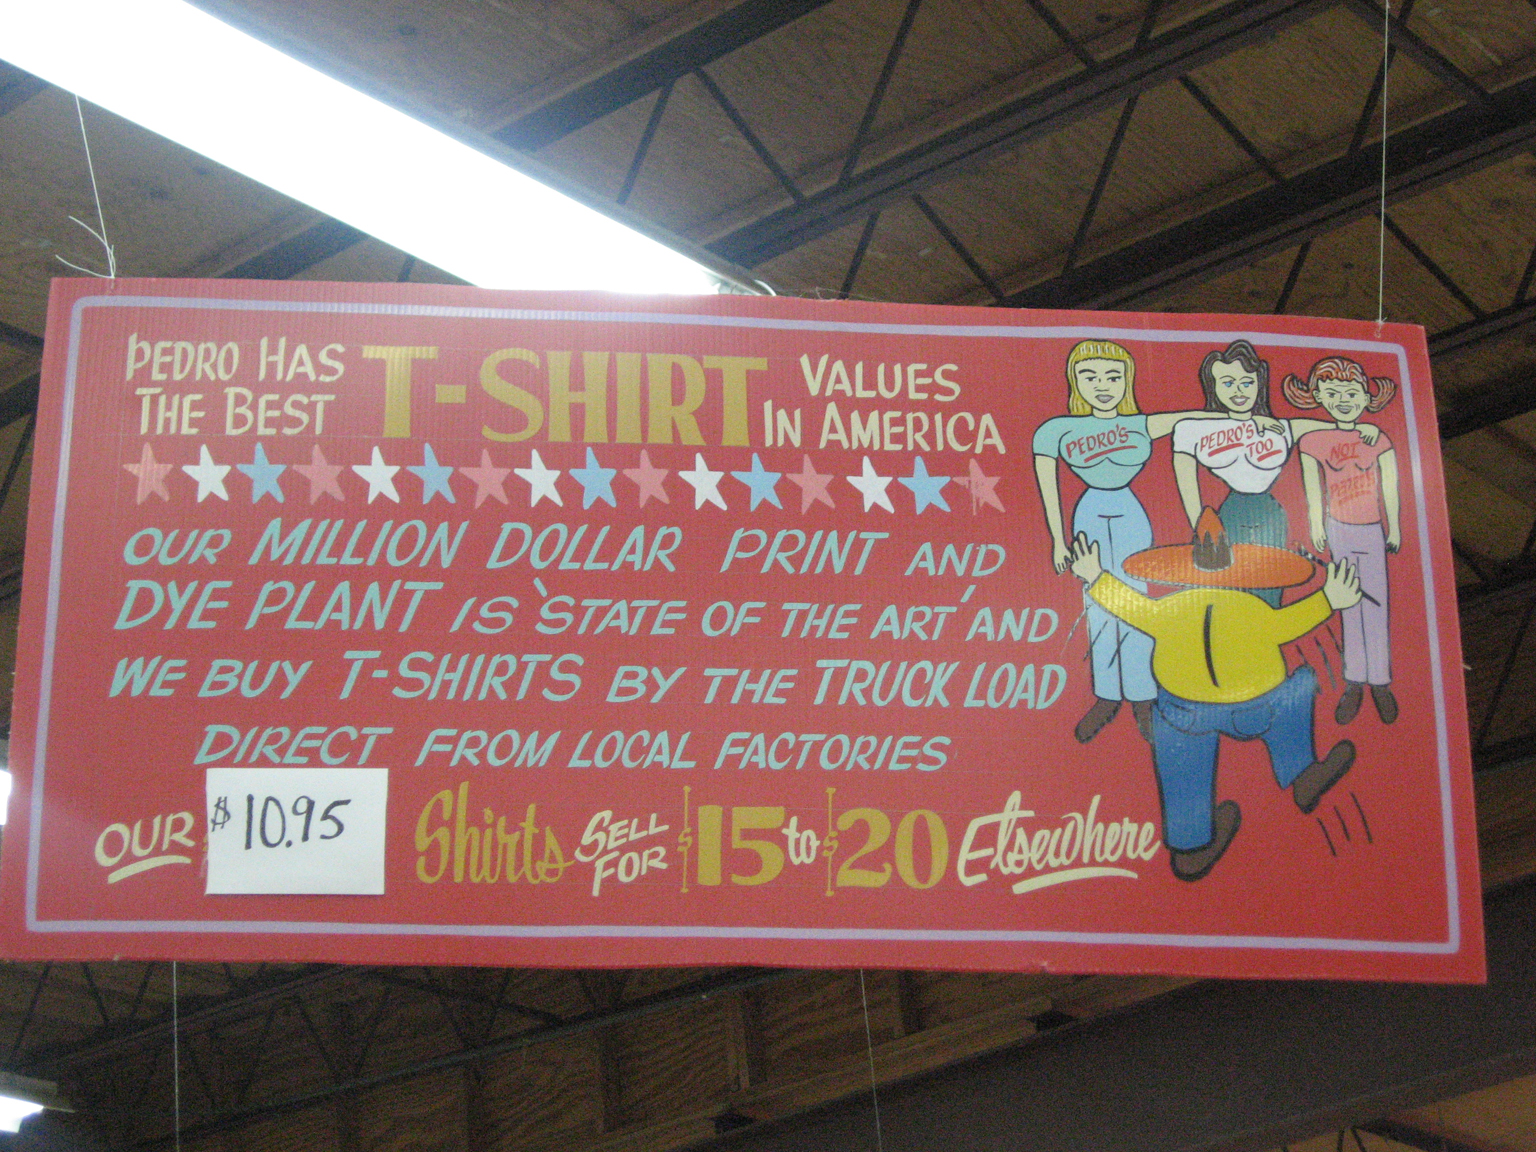 PEDRO HAS
THE BEST
T-SHIRT
VALUES
IN AMERICA
OUR MILLION DOLLAR PRINT AND
DYE PLANT IS 'STATE OF THE ART' AND
WE BUY T-SHIRTS BY THE TRUCK LOAD
DIRECT FROM LOCAL FACTORIES
OUR $10.95 Shirts SELL FOR $15 to $20 Elsewhere
PEDRO'S
PEDRO'S
TOO
NOT
PEDRO'S